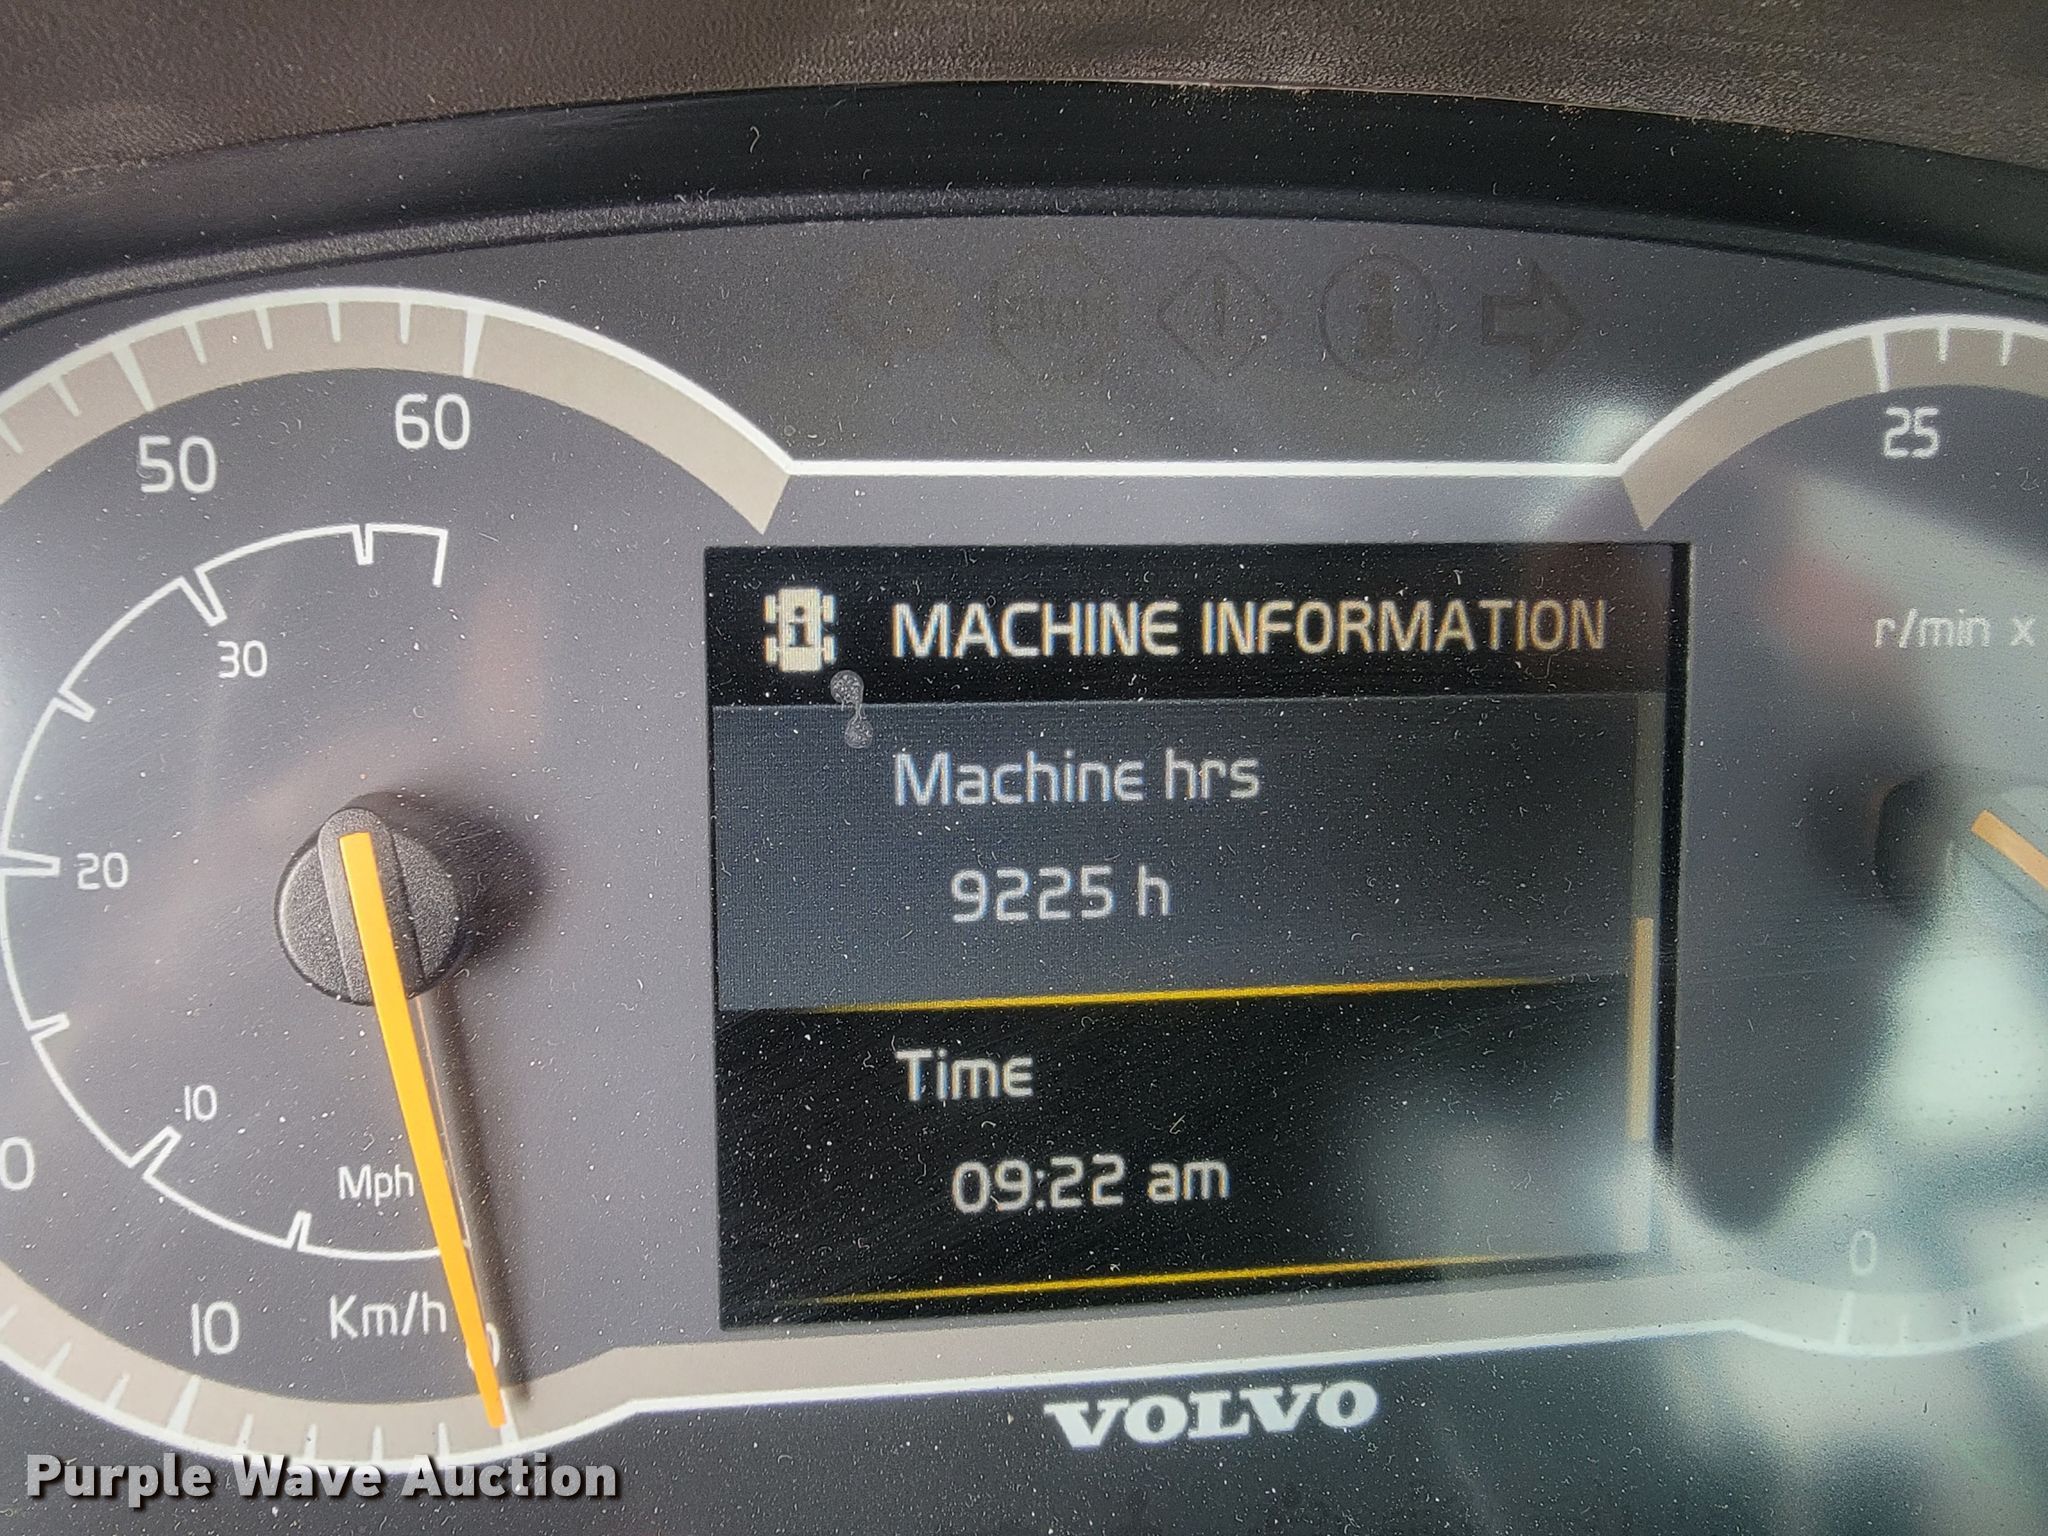 50
60
25
30
MACHINE INFORMATION
r/min x
Machine hrs
20
9225 h
Time
10
Mph
09:22 am
0
0
10
Km/h
0
VOLVO
Purple Wave Auction